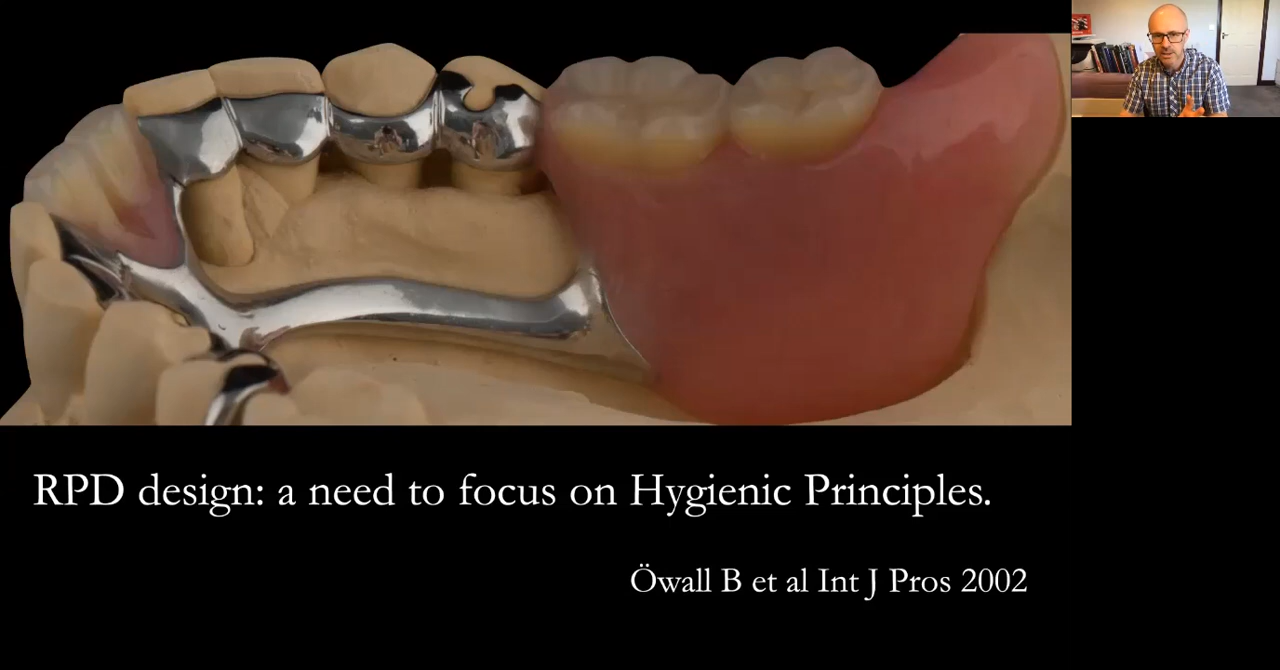 RPD design: a need to focus on Hygienic Principles.
Öwall B et al Int J Pros 2002